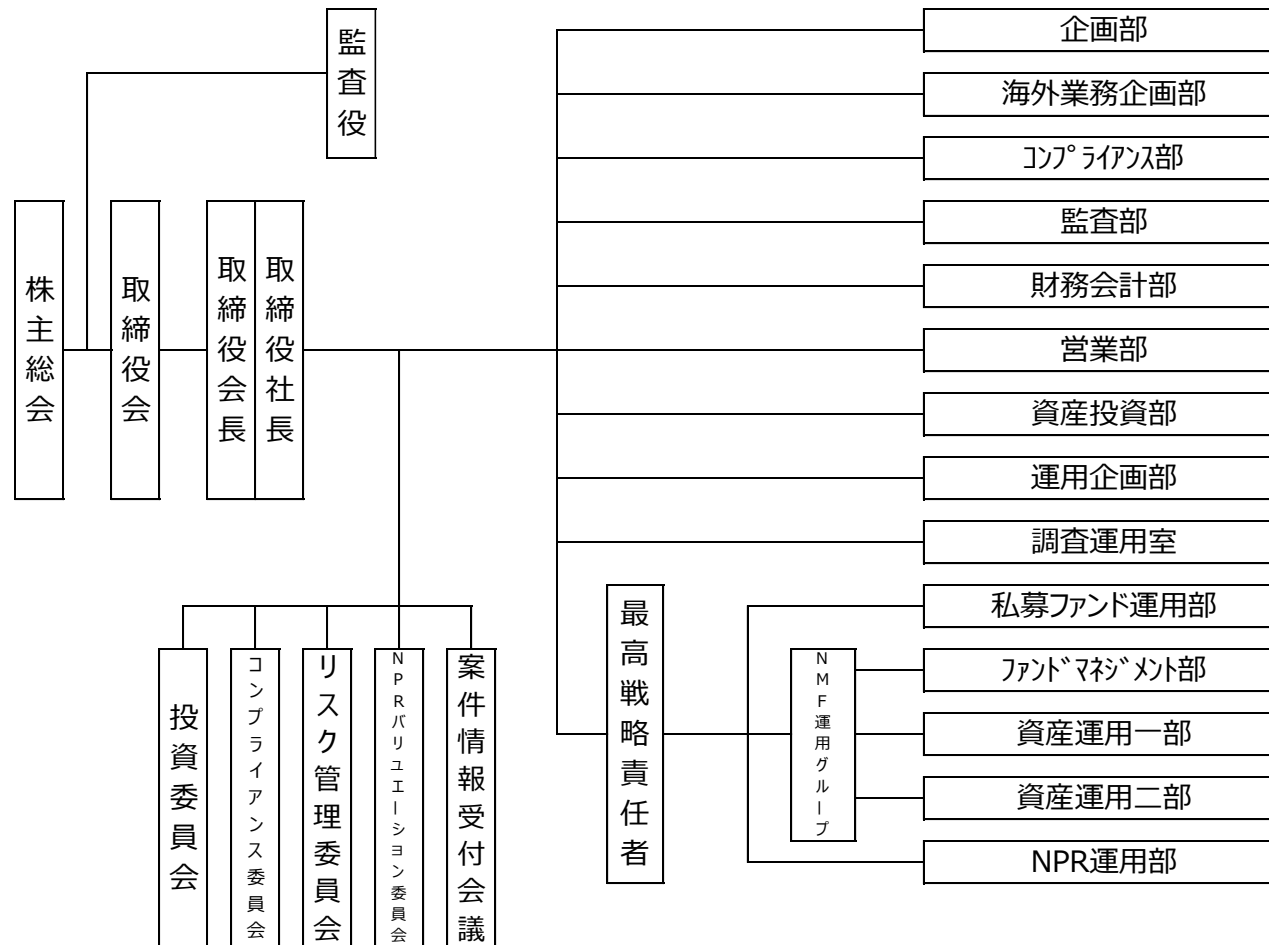 監査役
株主総会
取締役会
取締役会長
取締役社長
企画部
海外業務企画部
ｺﾝﾌﾟﾗｲｱﾝｽ部
監査部
財務会計部
営業部
資産投資部
運用企画部
調査運用室
最高戦略責任者
私募ファンド運用部
NMF運用グループ
ﾌｧﾝﾄﾞﾏﾈｼﾞﾒﾝﾄ部
資産運用一部
資産運用二部
NPR運用部
投資委員会
コンプライアンス委員会
リスク管理委員会
NPRバリュエーション委員会
案件情報受付会議